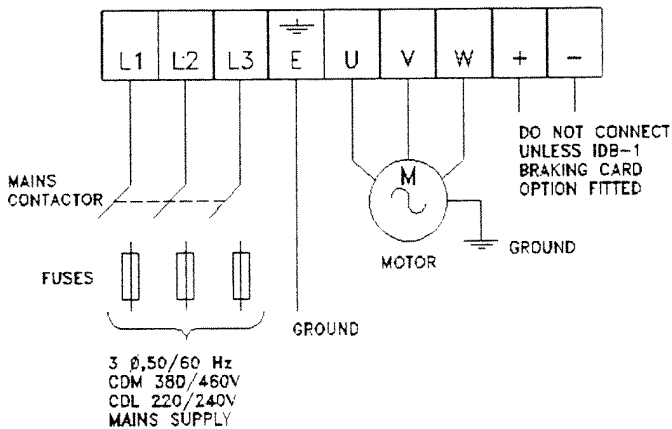 L1 L2 L3 E U V W + -
DO NOT CONNECT
UNLESS IDB-1
BRAKING CARD
OPTION FITTED
MAINS
CONTACTOR
M
GROUND
MOTOR
FUSES
GROUND
3 Ø,50/60 Hz
CDM 380/460V
CDL 220/240V
MAINS SUPPLY